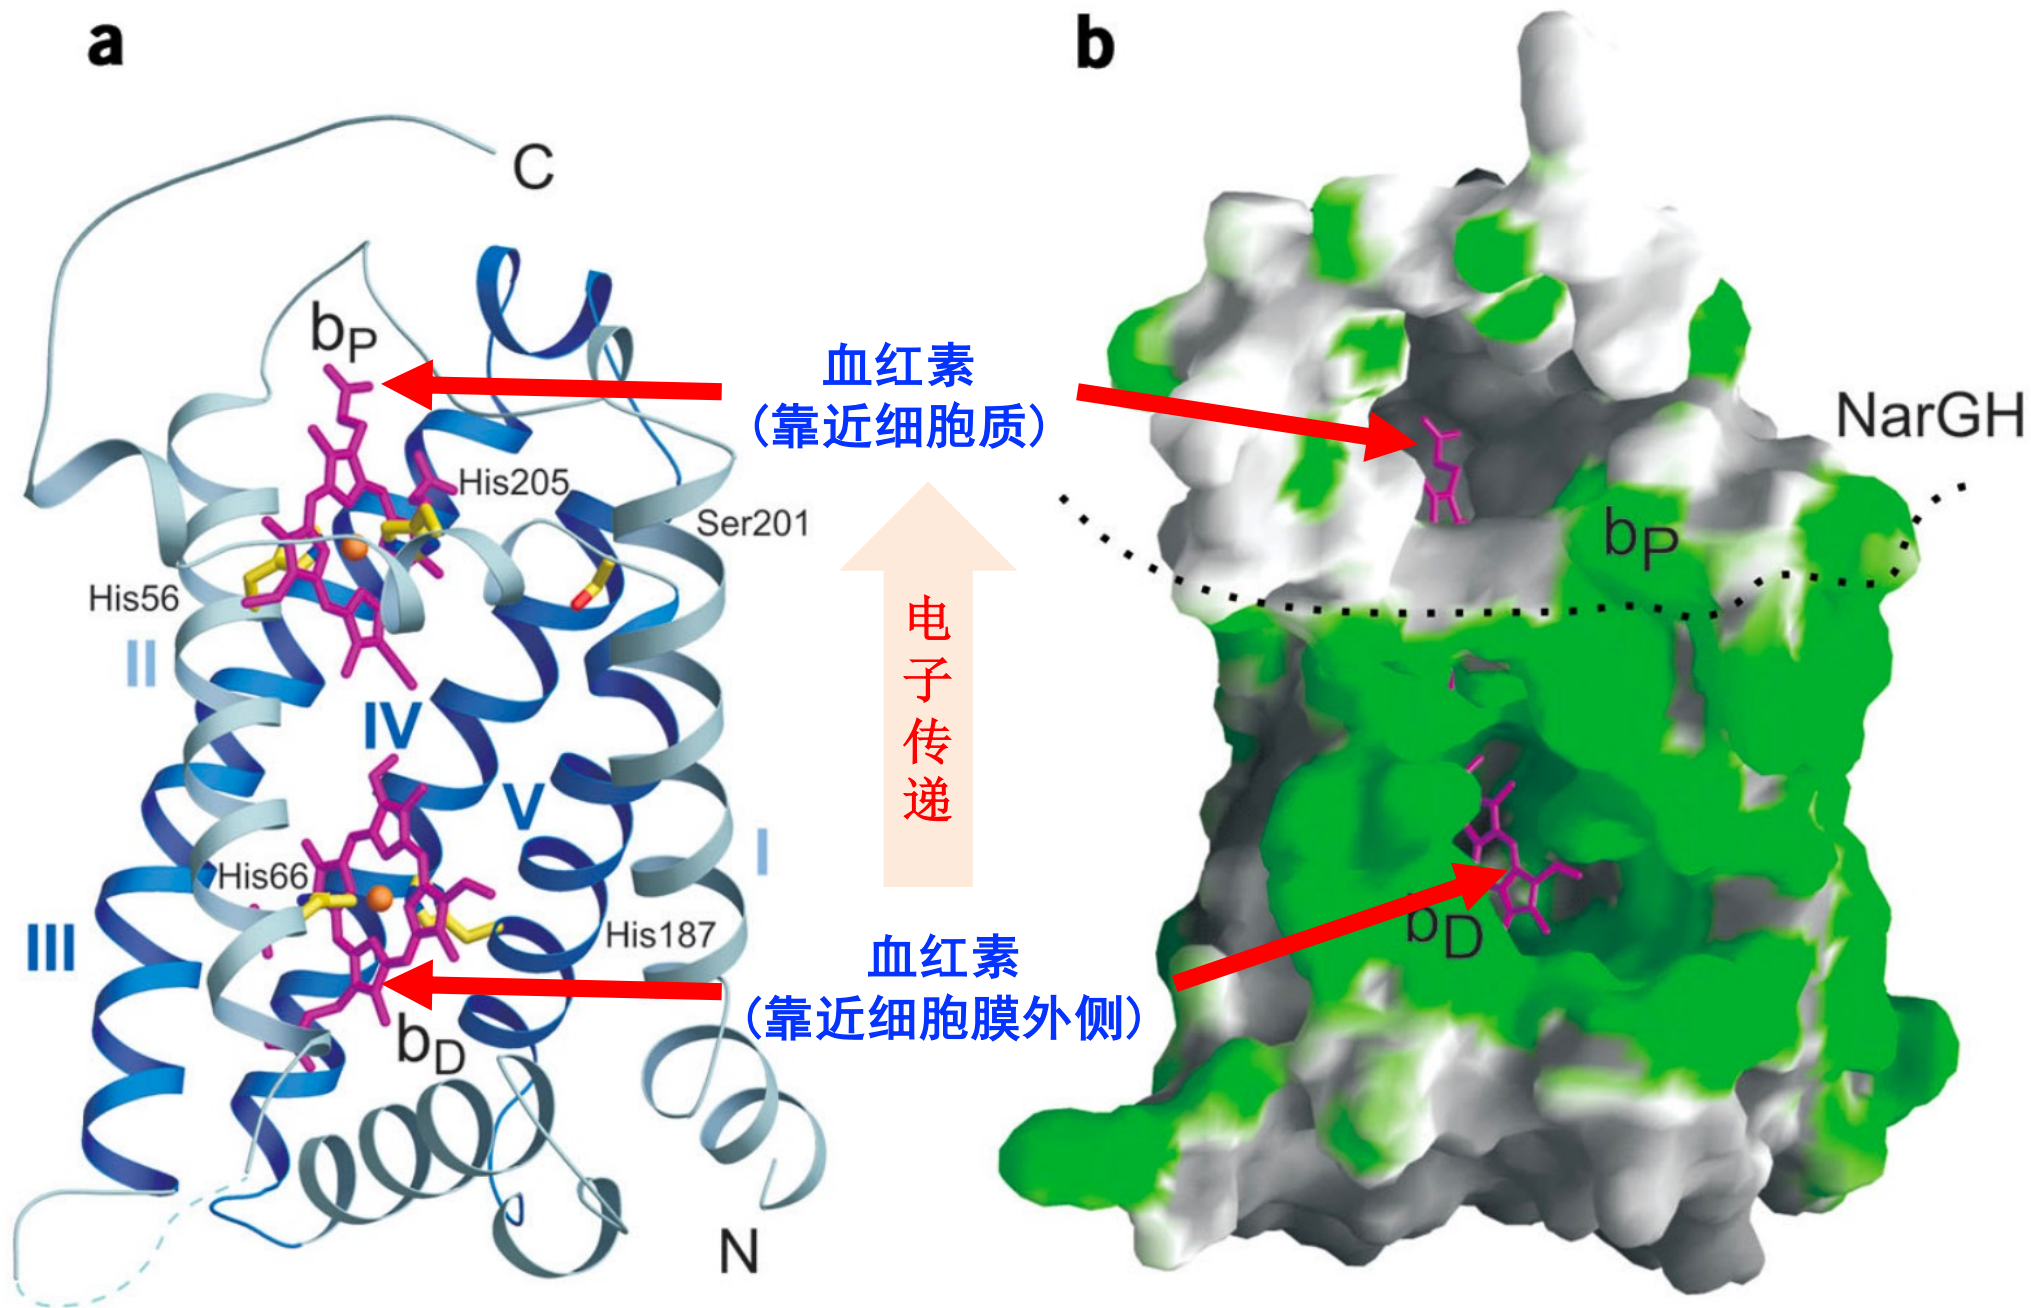 a
b
C
bP
血红素
(靠近细胞质)
NarGH
His205
Ser201
bP
His56
II
电子传递
IV
V
I
His66
III
His187
bD
血红素
(靠近细胞膜外侧)
bD
N